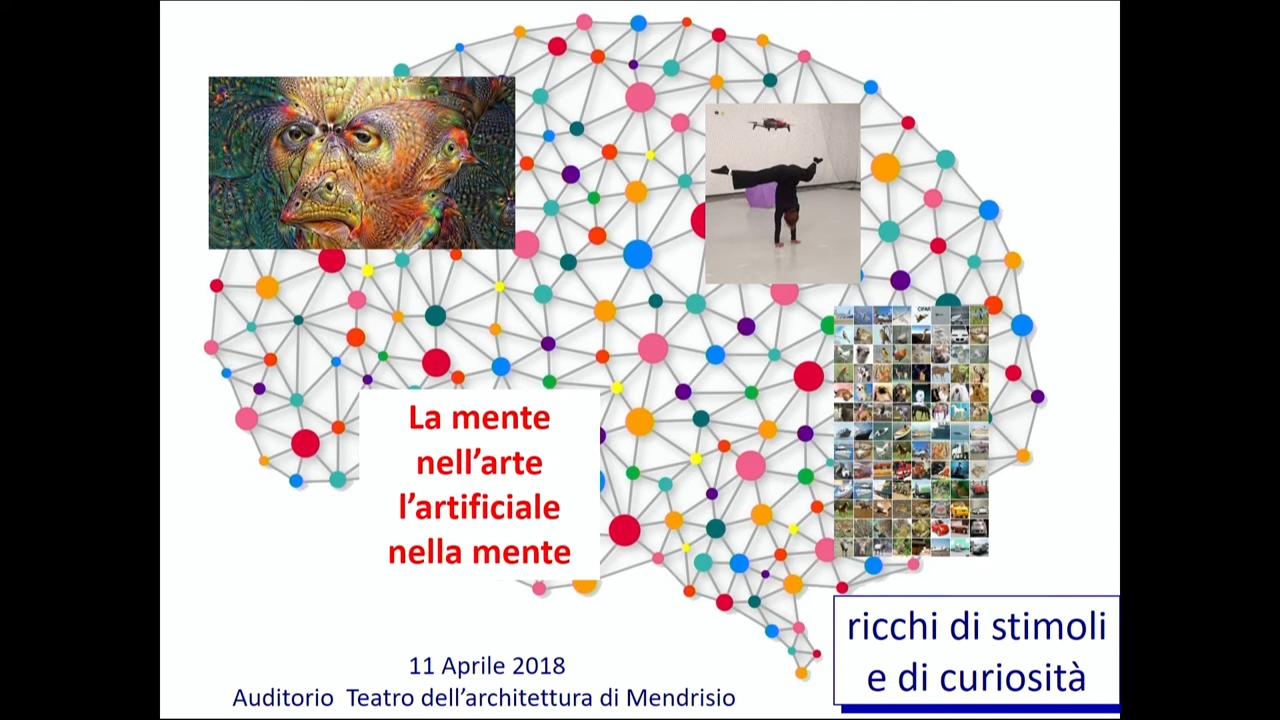 La mente
nell’arte
l’artificiale
nella mente
ricchi di stimoli
e di curiosità
11 Aprile 2018
Auditorio Teatro dell’architettura di Mendrisio